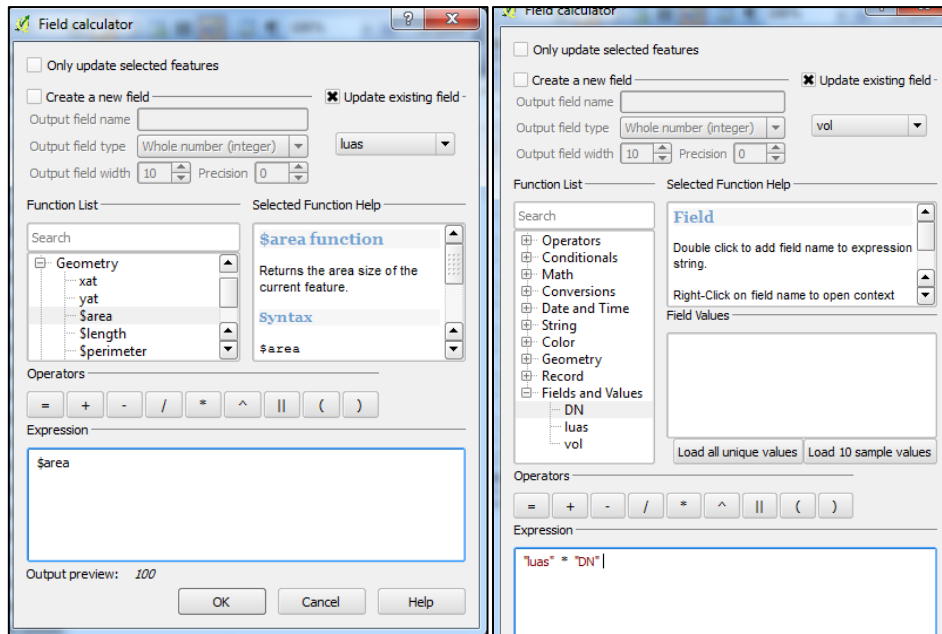 Field calculator
Only update selected features
Create a new field
Update existing field
Output field name
Output field type Whole number (integer)
luas
Output field width 10 Precision 0
Function List
Selected Function Help
Search
Geometry
xat
yat
$area
$length
$perimeter
$area function
Returns the area size of the
current feature.
Syntax
$area
Operators
= + - / * ^ || ( )
Expression
$area
Output preview: 100
OK Cancel Help
Field calculator
Only update selected features
Create a new field
Update existing field
Output field name
Output field type Whole number (integer)
vol
Output field width 10 Precision 0
Function List
Selected Function Help
Search
Operators
Conditionals
Math
Conversions
Date and Time
String
Color
Geometry
Record
Fields and Values
DN
luas
vol
Field
Double click to add field name to expression
string.
Right-Click on field name to open context
Field Values
Load all unique values Load 10 sample values
Operators
= + - / * ^ || ( )
Expression
"luas" * "DN"